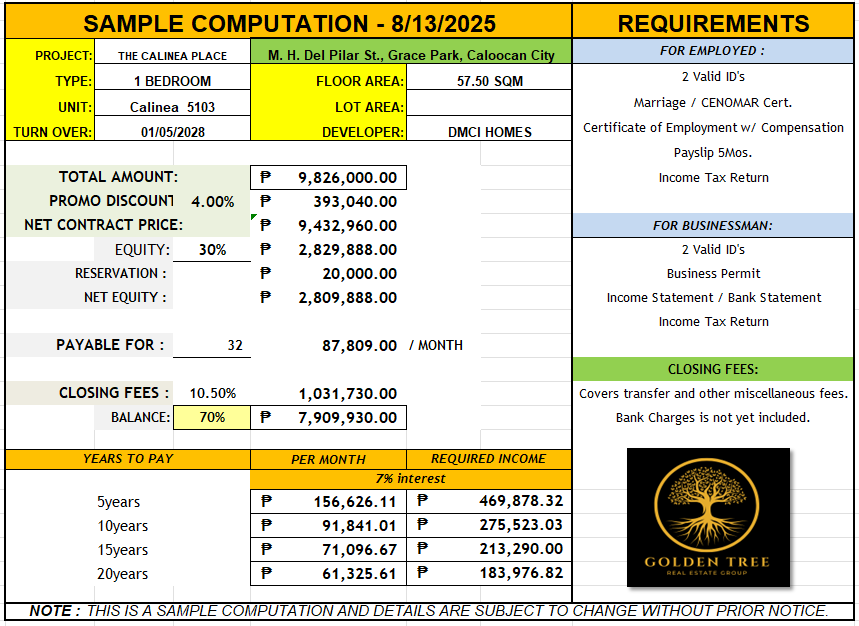 SAMPLE COMPUTATION - 8/13/2025
PROJECT: THE CALINEA PLACE M. H. Del Pilar St., Grace Park, Caloocan City
TYPE: 1 BEDROOM FLOOR AREA: 57.50 SQM
UNIT: Calinea 5103 LOT AREA:
TURN OVER: 01/05/2028 DEVELOPER: DMCI HOMES
TOTAL AMOUNT: ₱ 9,826,000.00
PROMO DISCOUNT 4.00% ₱ 393,040.00
NET CONTRACT PRICE: ₱ 9,432,960.00
EQUITY: 30% ₱ 2,829,888.00
RESERVATION : ₱ 20,000.00
NET EQUITY : ₱ 2,809,888.00
PAYABLE FOR : 32 87,809.00 / MONTH
CLOSING FEES : 10.50% 1,031,730.00
BALANCE: 70% ₱ 7,909,930.00
YEARS TO PAY PER MONTH REQUIRED INCOME
7% interest
5years ₱ 156,626.11 ₱ 469,878.32
10years ₱ 91,841.01 ₱ 275,523.03
15years ₱ 71,096.67 ₱ 213,290.00
20years ₱ 61,325.61 ₱ 183,976.82
REQUIREMENTS
FOR EMPLOYED :
2 Valid ID's
Marriage / CENOMAR Cert.
Certificate of Employment w/ Compensation
Payslip 5Mos.
Income Tax Return
FOR BUSINESSMAN:
2 Valid ID's
Business Permit
Income Statement / Bank Statement
Income Tax Return
CLOSING FEES:
Covers transfer and other miscellaneous fees.
Bank Charges is not yet included.
GOLDEN TREE
REAL ESTATE GROUP
NOTE : THIS IS A SAMPLE COMPUTATION AND DETAILS ARE SUBJECT TO CHANGE WITHOUT PRIOR NOTICE.